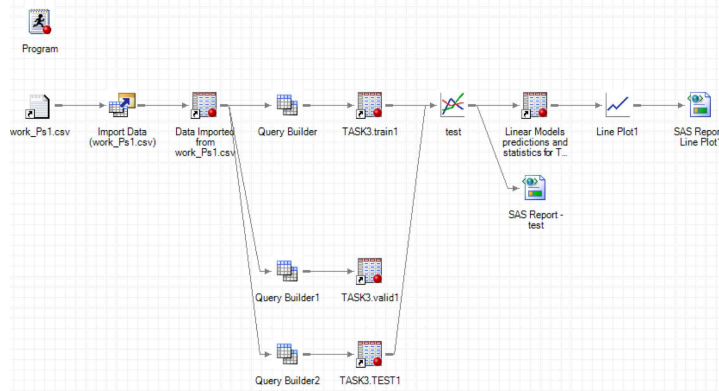 Program
work_Ps1.csv
Import Data
(work_Ps1.csv)
Data Imported
from
work_Ps1.csv
Query Builder
TASK3.train1
test
Linear Models
predictions and
statistics for T...
Line Plot1
SAS Repor
Line Plot1
SAS Report -
test
Query Builder1
TASK3.valid1
Query Builder2
TASK3.TEST1